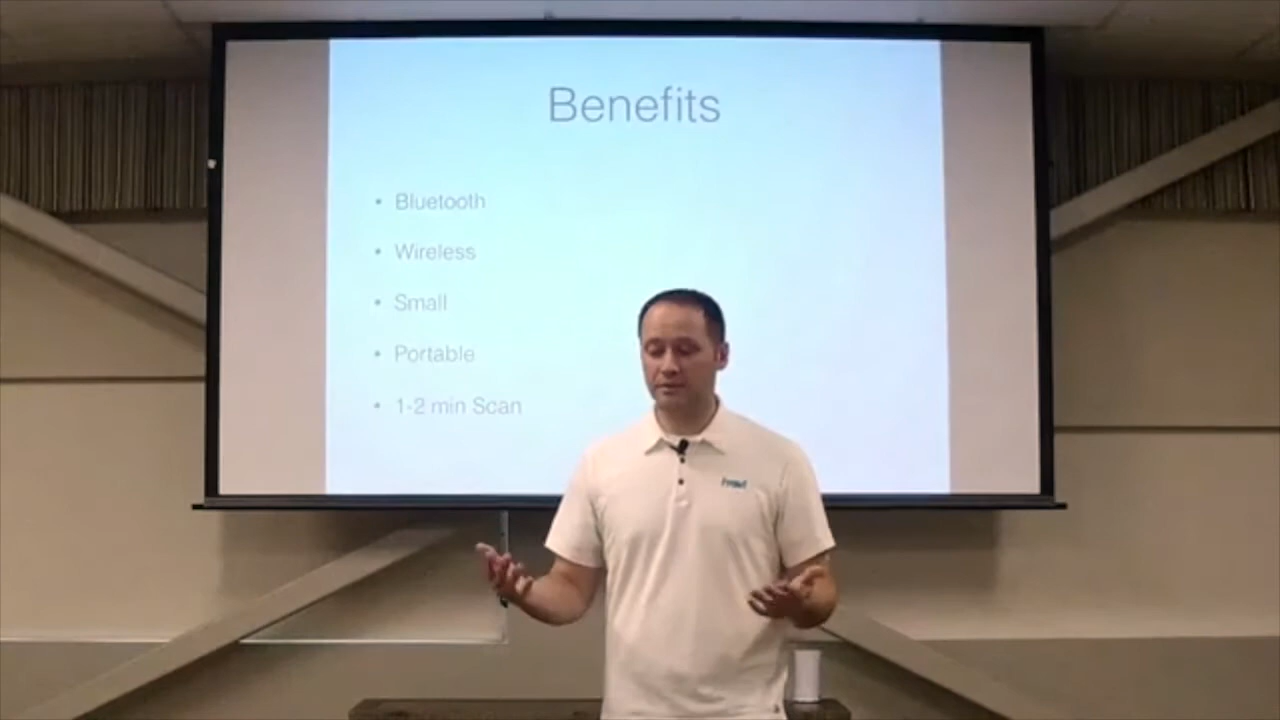 Benefits
• Bluetooth
• Wireless
• Small
• Portable
• 1-2 min Scan